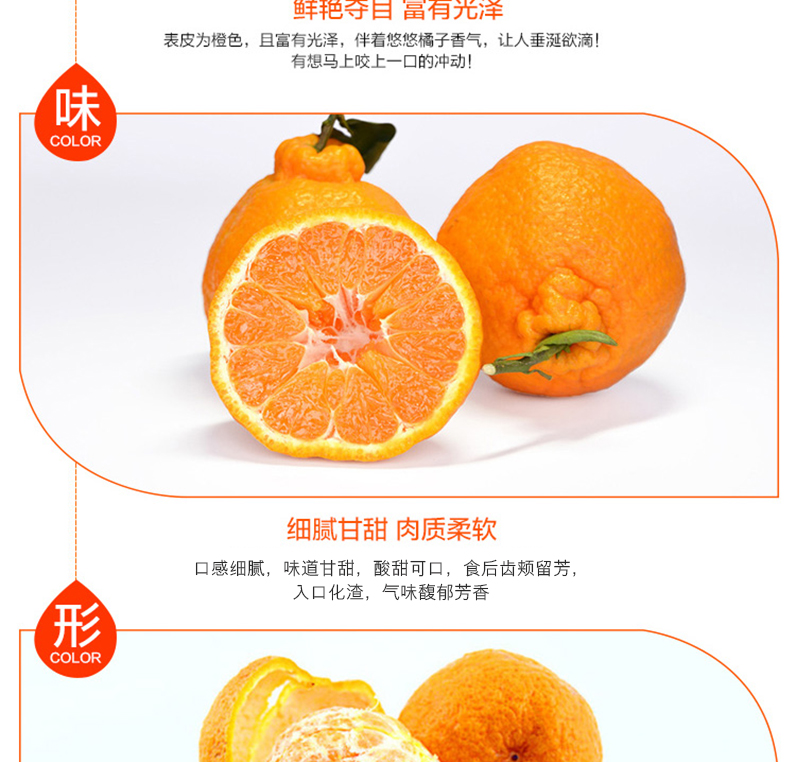 鲜艳夺目 富有光泽
表皮为橙色，且富有光泽，伴着悠悠橘子香气，让人垂涎欲滴！
有想马上咬上一口的冲动！
味
COLOR
细腻甘甜 肉质柔软
口感细腻，味道甘甜，酸甜可口，食后齿颊留芳，
入口化渣，气味馥郁芳香
形
COLOR